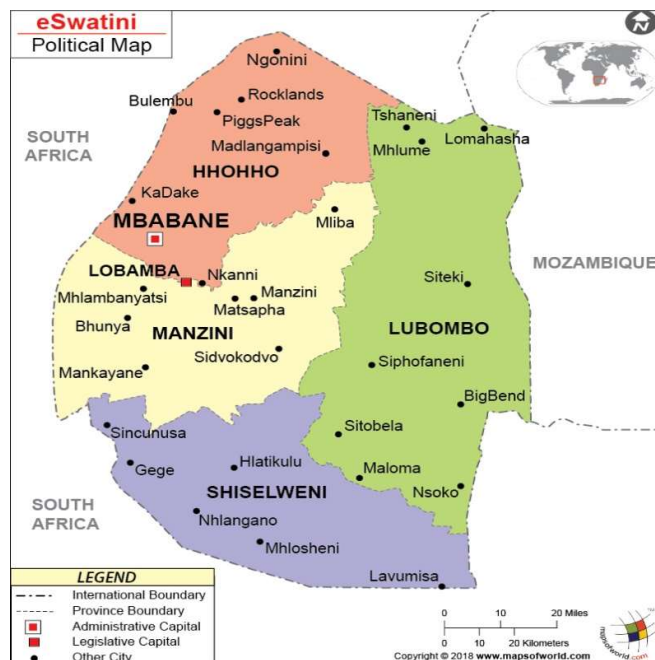 eSwatini
Political Map
N
Ngonini
Rocklands
Bulembu
PiggsPeak
Tshaneni
Lomahasha
Mhlume
SOUTH
AFRICA
Madlangampisi
HHOHHO
KaDake
MBABANE
Mliba
LOBAMBA
Nkanni
MOZAMBIQUE
Siteki
Mhlambanyatsi
Manzini
Matsapha
Bhunya
MANZINI
LUBOMBO
Sidvokodvo
Siphofaneni
Mankayane
BigBend
Sincunusa
Sitobela
Gege
Hlatikulu
Maloma
SHISELWENI
Nsoko
SOUTH
AFRICA
Nhlangano
Mhlosheni
Lavumisa
LEGEND
International Boundary
Province Boundary
Administrative Capital
Legislative Capital
Other City
0 10 20 Miles
0 10 20 Kilometers
Copyright © 2018 www.mapsofworld.com
mapsofworld.com